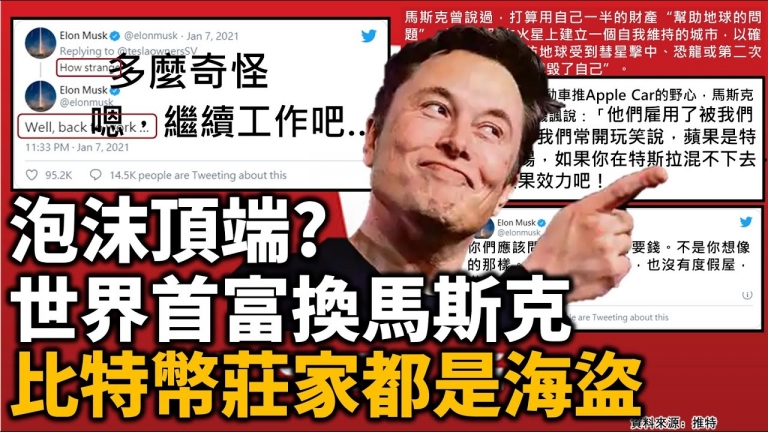 Elon Musk @elonmusk · Jan 7, 2021
Replying to @teslaownersSV
How strange
多麼奇怪
Elon Musk
@elonmusk
Well, back to work ...
嗯，繼續工作吧...
11:33 PM · Jan 7, 2021
95.2K 14.5K people are Tweeting about this
馬斯克曾說過，打算用自己一半的財產“幫助地球的問
題”
火星上建立一個自我維持的城市，以確
地球受到彗星擊中、恐龍或第二次
毀了自己”。
動車推Apple Car的野心，馬斯克
諷說：「他們雇用了被我們
我們常開玩笑說，蘋果是特
，如果你在特斯拉混不下去
果效力吧！
Elon Musk
@elonmusk
你們應該問 要錢。不是你想像
的那樣。 ，也沒有度假屋，
people are Tweeting about this
泡沫頂端?
世界首富換馬斯克
比特幣莊家都是海盜
資料來源：推特